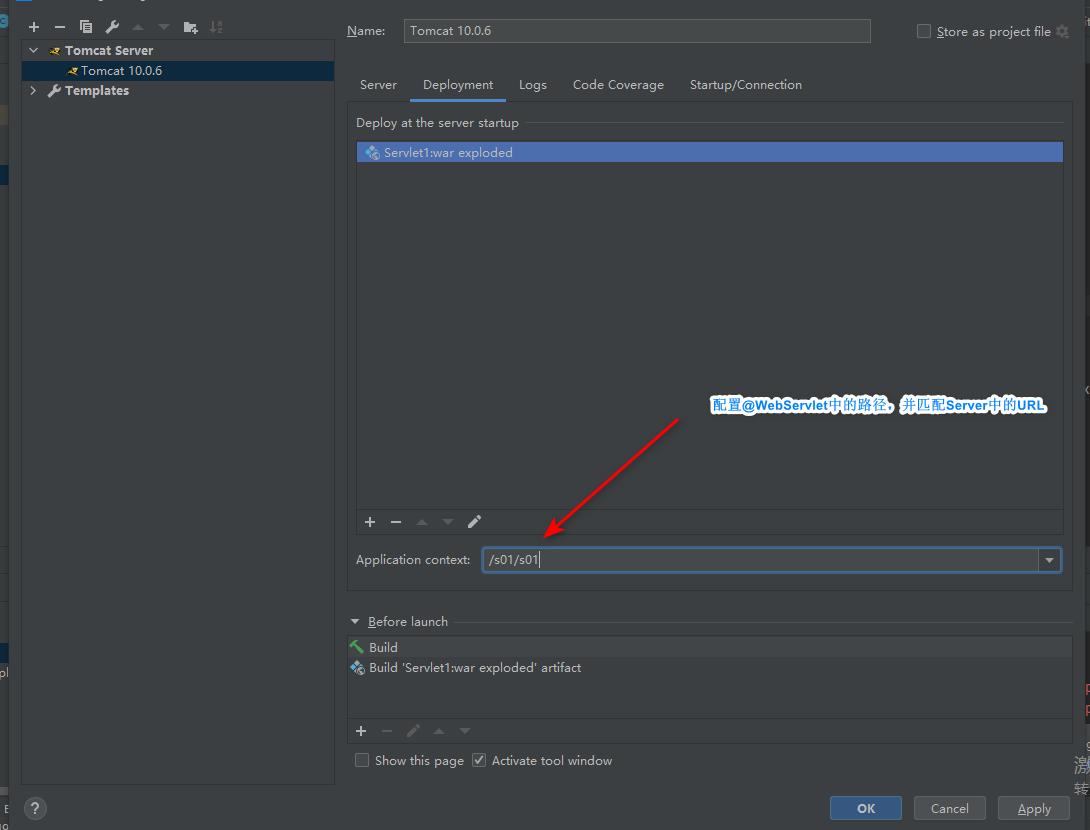 Name:
Tomcat 10.0.6
Store as project file
Tomcat Server
Tomcat 10.0.6
Templates
Server
Deployment
Logs
Code Coverage
Startup/Connection
Deploy at the server startup
Servlet1:war exploded
配置@WebServlet中的路径，并匹配Server中的URL
Application context:
/s01/s01
Before launch
Build
Build 'Servlet1:war exploded' artifact
Show this page
Activate tool window
?
OK
Cancel
Apply